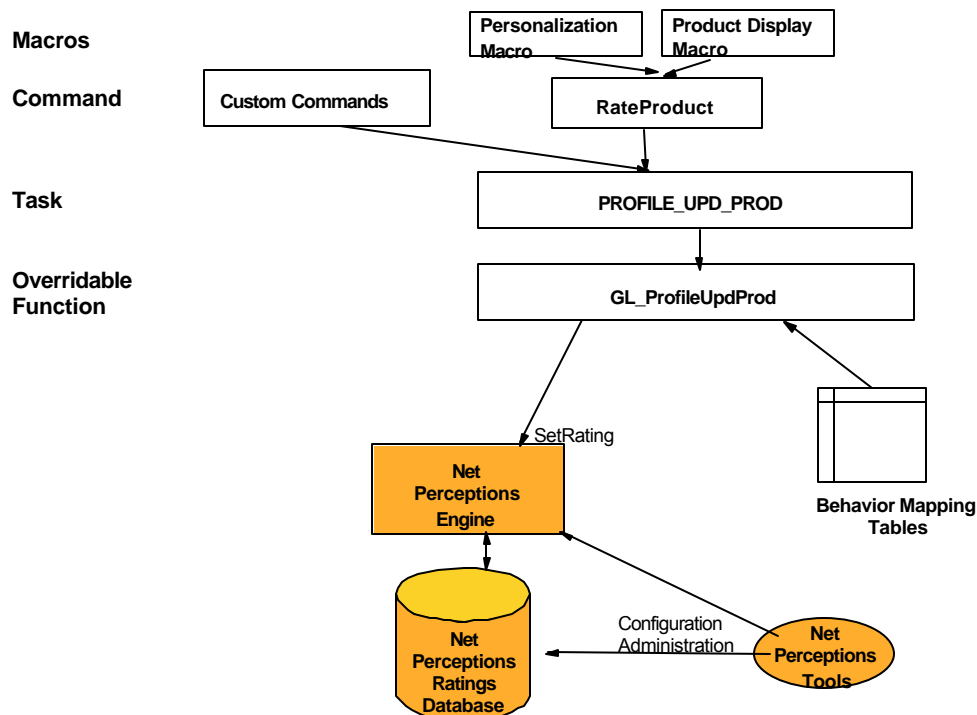 Macros
Personalization
Macro
Product Display
Macro
Command
Custom Commands
RateProduct
Task
PROFILE_UPD_PROD
Overridable
Function
GL_ProfileUpdProd
SetRating
Net
Perceptions
Engine
Behavior Mapping
Tables
Configuration
Administration
Net
Perceptions
Tools
Net
Perceptions
Ratings
Database